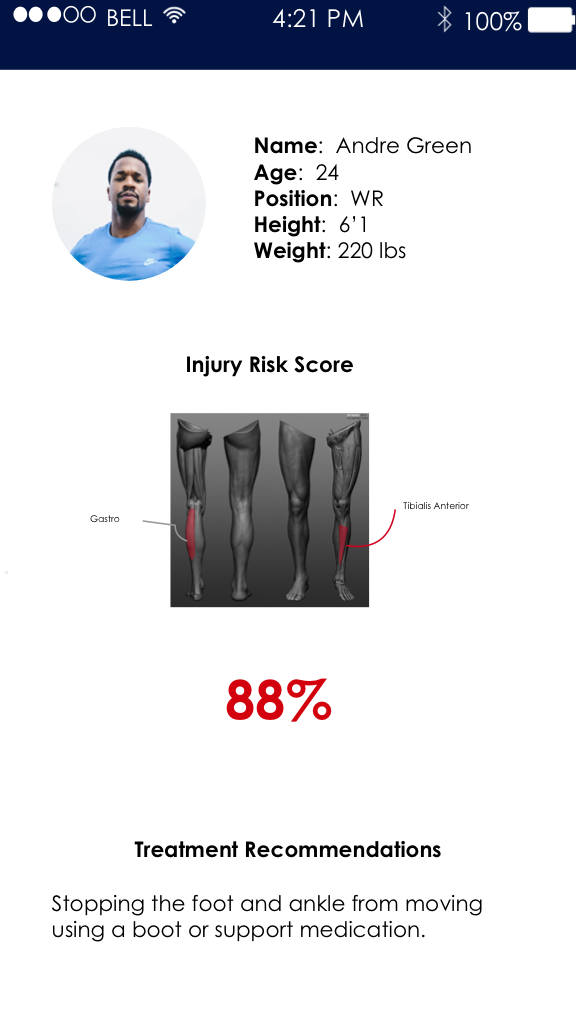 BELL 4:21 PM 100%
Name: Andre Green
Age: 24
Position: WR
Height: 6'1
Weight: 220 lbs
Injury Risk Score
Gastro
Tibialis Anterior
88%
Treatment Recommendations
Stopping the foot and ankle from moving
using a boot or support medication.